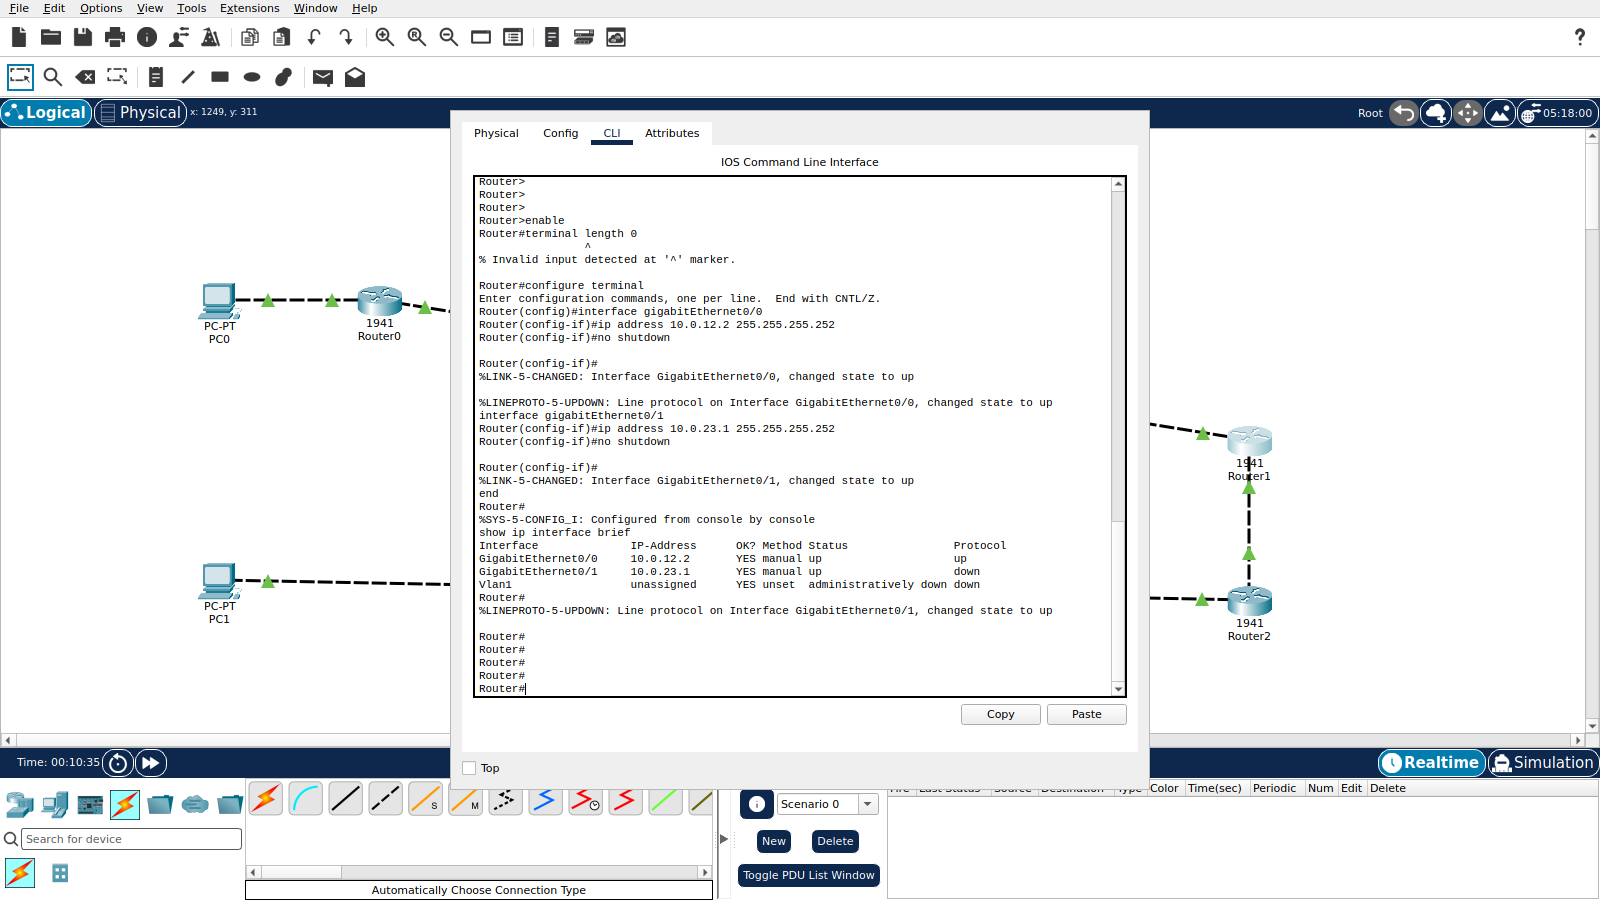 File Edit Options View Tools Extensions Window Help
Logical Physical x: 1249, y: 311 Root 05:18:00
Physical Config CLI Attributes
IOS Command Line Interface
Router>
Router>
Router>
Router>enable
Router#terminal length 0
^
% Invalid input detected at '^' marker.
Router#configure terminal
Enter configuration commands, one per line.  End with CNTL/Z.
Router(config)#interface gigabitEthernet0/0
Router(config-if)#ip address 10.0.12.2 255.255.255.252
Router(config-if)#no shutdown
Router(config-if)#
%LINK-5-CHANGED: Interface GigabitEthernet0/0, changed state to up
%LINEPROTO-5-UPDOWN: Line protocol on Interface GigabitEthernet0/0, changed state to up
interface gigabitEthernet0/1
Router(config-if)#ip address 10.0.23.1 255.255.255.252
Router(config-if)#no shutdown
Router(config-if)#
%LINK-5-CHANGED: Interface GigabitEthernet0/1, changed state to up
end
Router#
%SYS-5-CONFIG_I: Configured from console by console
show ip interface brief
Interface IP-Address OK? Method Status Protocol
GigabitEthernet0/0 10.0.12.2 YES manual up up
GigabitEthernet0/1 10.0.23.1 YES manual up down
Vlan1 unassigned YES unset administratively down down
Router#
%LINEPROTO-5-UPDOWN: Line protocol on Interface GigabitEthernet0/1, changed state to up
Router#
Router#
Router#
Router#
Router#
Copy Paste
Top
PC-PT
PC0
1941
Router0
PC-PT
PC1
1941
Router1
1941
Router2
Time: 00:10:35 Realtime Simulation
S M
Search for device
Automatically Choose Connection Type
Scenario 0
New Delete
Toggle PDU List Window
Fire Last Status Source Destination Type Color Time(sec) Periodic Num Edit Delete